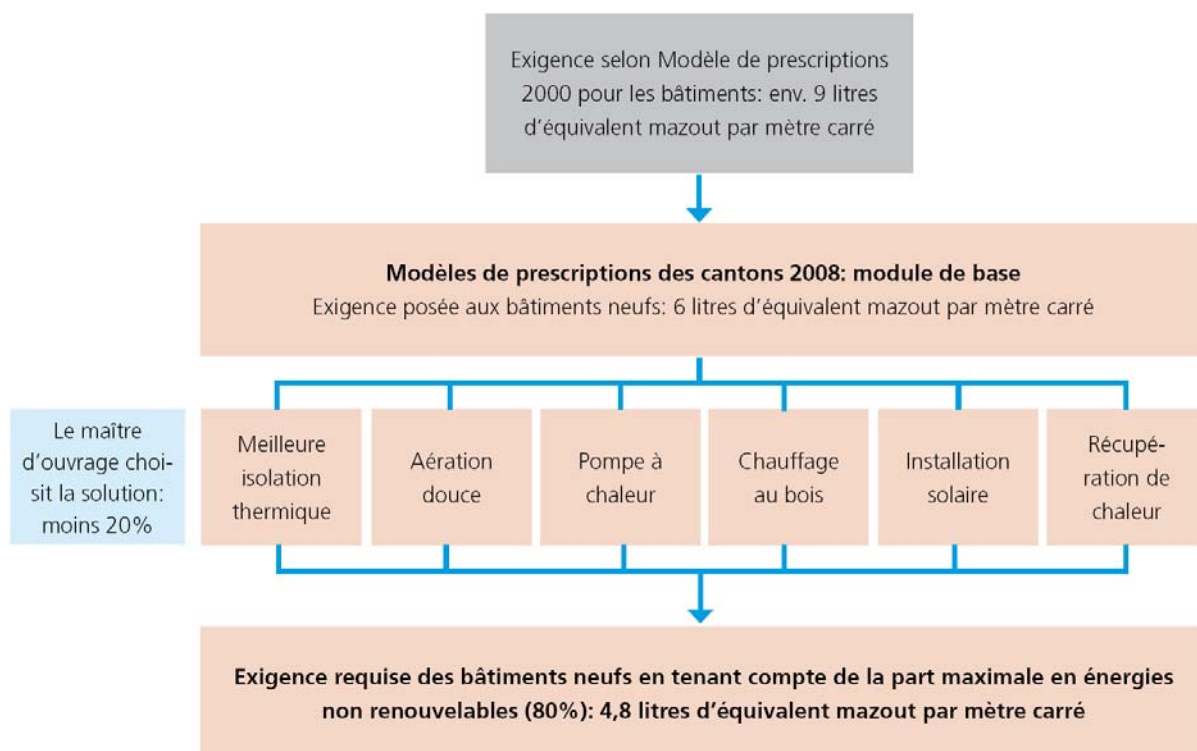 Exigence selon Modèle de prescriptions
2000 pour les bâtiments: env. 9 litres
d'équivalent mazout par mètre carré
Modèles de prescriptions des cantons 2008: module de base
Exigence posée aux bâtiments neufs: 6 litres d'équivalent mazout par mètre carré
Le maître
d'ouvrage choi-
sit la solution:
moins 20%
Meilleure
isolation
thermique
Aération
douce
Pompe à
chaleur
Chauffage
au bois
Installation
solaire
Récupé-
ration de
chaleur
Exigence requise des bâtiments neufs en tenant compte de la part maximale en énergies
non renouvelables (80%): 4,8 litres d'équivalent mazout par mètre carré